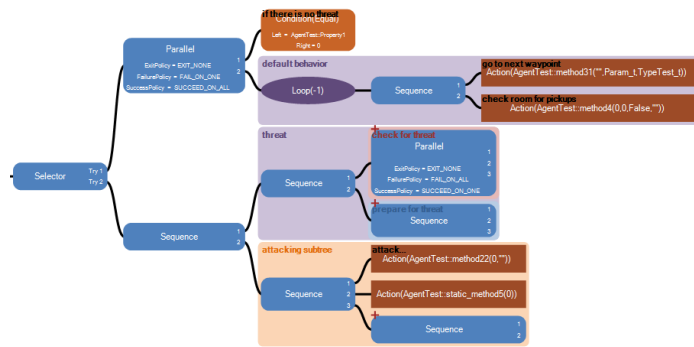 if there is no threat
Condition(Equal)
Left = AgentTest::Property1
Right = 0
Parallel
ExitPolicy = EXIT_NONE
FailurePolicy = FAIL_ON_ONE
SuccessPolicy = SUCCEED_ON_ALL
1
2
default behavior
Loop(-1)
Sequence
1
2
go to next waypoint
Action(AgentTest::method31("",Param_t,TypeTest_t))
check room for pickups
Action(AgentTest::method4(0,0,False,""))
Selector
Try 1
Try 2
Sequence
1
2
threat
Sequence
1
2
check for threat
Parallel
ExitPolicy = EXIT_NONE
FailurePolicy = FAIL_ON_ALL
SuccessPolicy = SUCCEED_ON_ONE
1
2
3
prepare for threat
Sequence
1
2
3
attacking subtree
Sequence
1
2
3
attack...
Action(AgentTest::method22(0,""))
Action(AgentTest::static_method5(0))
Sequence
1
2